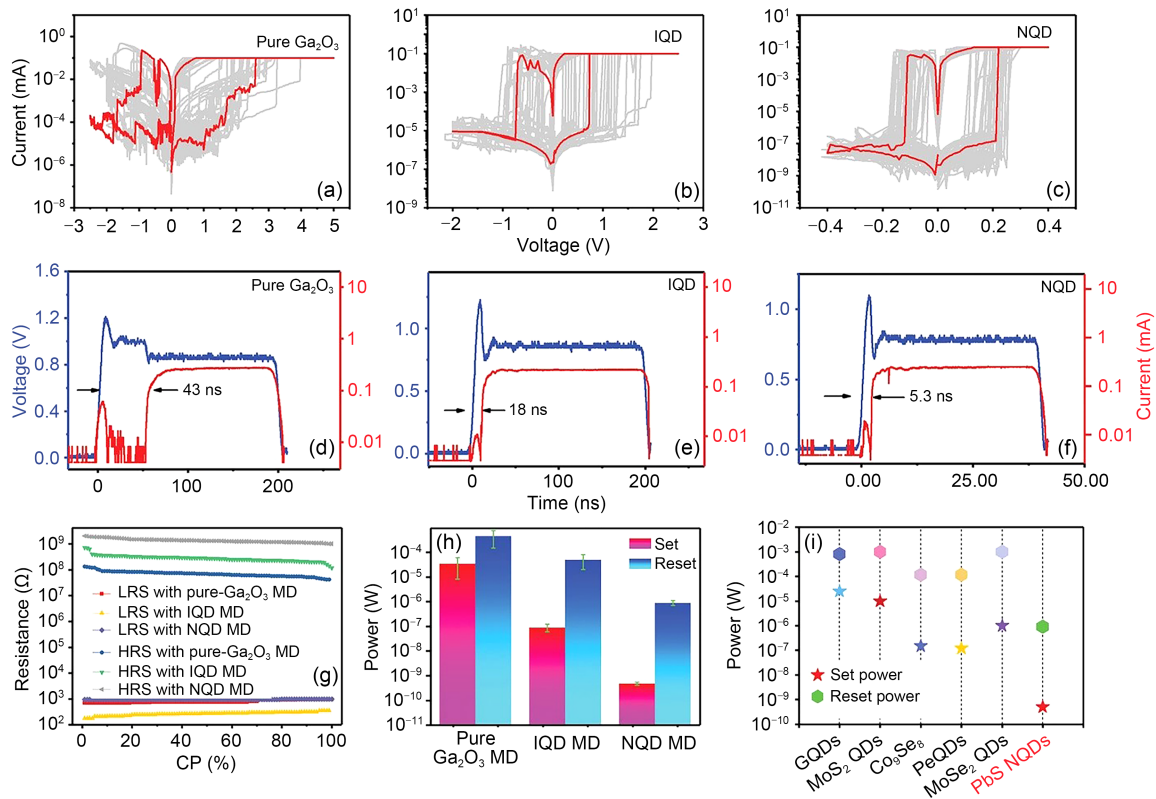 Pure Ga₂O₃
Current (mA)
10⁰
10⁻²
10⁻⁴
10⁻⁶
10⁻⁸
−3 −2 −1 0 1 2 3 4 5
(a)
IQD
10⁻¹
10⁻¹
10⁻³
10⁻⁵
10⁻⁷
10⁻⁹
−2 −1 0 1 2 3
(b)
NQD
10¹
10⁻¹
10⁻³
10⁻⁵
10⁻⁷
10⁻⁹
10⁻¹¹
−0.4 −0.2 0.0 0.2 0.4
(c)
Voltage (V)
Pure Ga₂O₃
Voltage (V)
1.6
1.2
0.8
0.4
0.0
43 ns
10
1
0.1
0.01
(d)
0 100 200
IQD
1.0
0.75
0.5
0.25
0.0
18 ns
10
1
0.1
0.01
(e)
0 100 200
NQD
1.0
0.75
0.5
0.25
0.0
5.3 ns
10
1
0.1
0.01
Current (mA)
(f)
0.00 25.00 50.00
Time (ns)
Resistance (Ω)
10⁹
10⁸
10⁷
10⁶
10⁵
10⁴
10³
10²
LRS with pure-Ga₂O₃ MD
LRS with IQD MD
LRS with NQD MD
HRS with pure-Ga₂O₃ MD
HRS with IQD MD
HRS with NQD MD
(g)
0 20 40 60 80 100
CP (%)
(h)
Set
Reset
Power (W)
10⁻⁴
10⁻⁵
10⁻⁶
10⁻⁷
10⁻⁸
10⁻⁹
10⁻¹⁰
10⁻¹¹
Pure
Ga₂O₃ MD
IQD MD
NQD MD
(i)
Power (W)
10⁻²
10⁻³
10⁻⁴
10⁻⁵
10⁻⁶
10⁻⁷
10⁻⁸
10⁻⁹
10⁻¹⁰
Set power
Reset power
GQDs
MoS₂ QDs
Co₉Se₈
PeQDs
MoSe₂ QDs
PbS NQDs